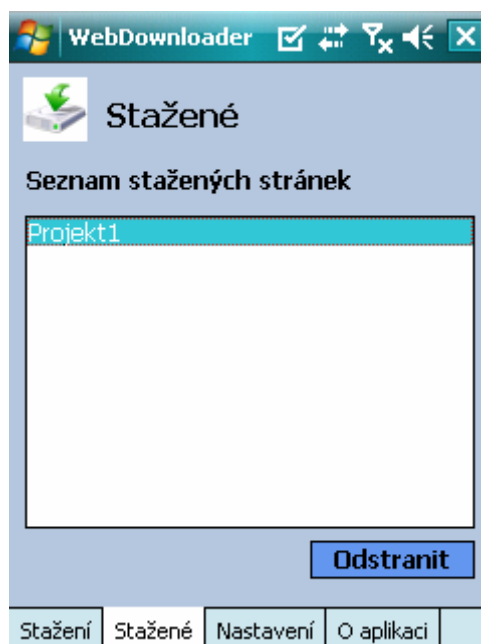 WebDownloader
Stažené
Seznam stažených stránek
Projekt1
Odstranit
Stažení Stažené Nastavení O aplikaci